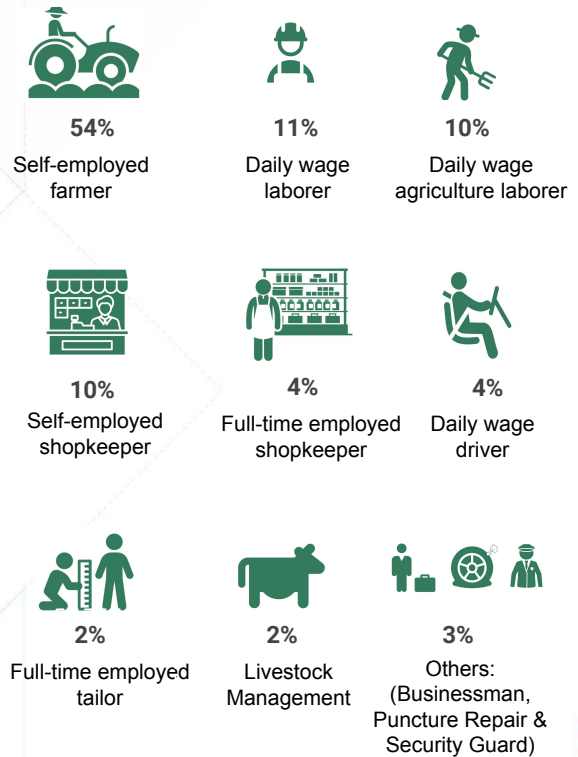 54%
Self-employed
farmer
11%
Daily wage
laborer
10%
Daily wage
agriculture laborer
10%
Self-employed
shopkeeper
4%
Full-time employed
shopkeeper
4%
Daily wage
driver
2%
Full-time employed
tailor
2%
Livestock
Management
3%
Others:
(Businessman,
Puncture Repair &
Security Guard)